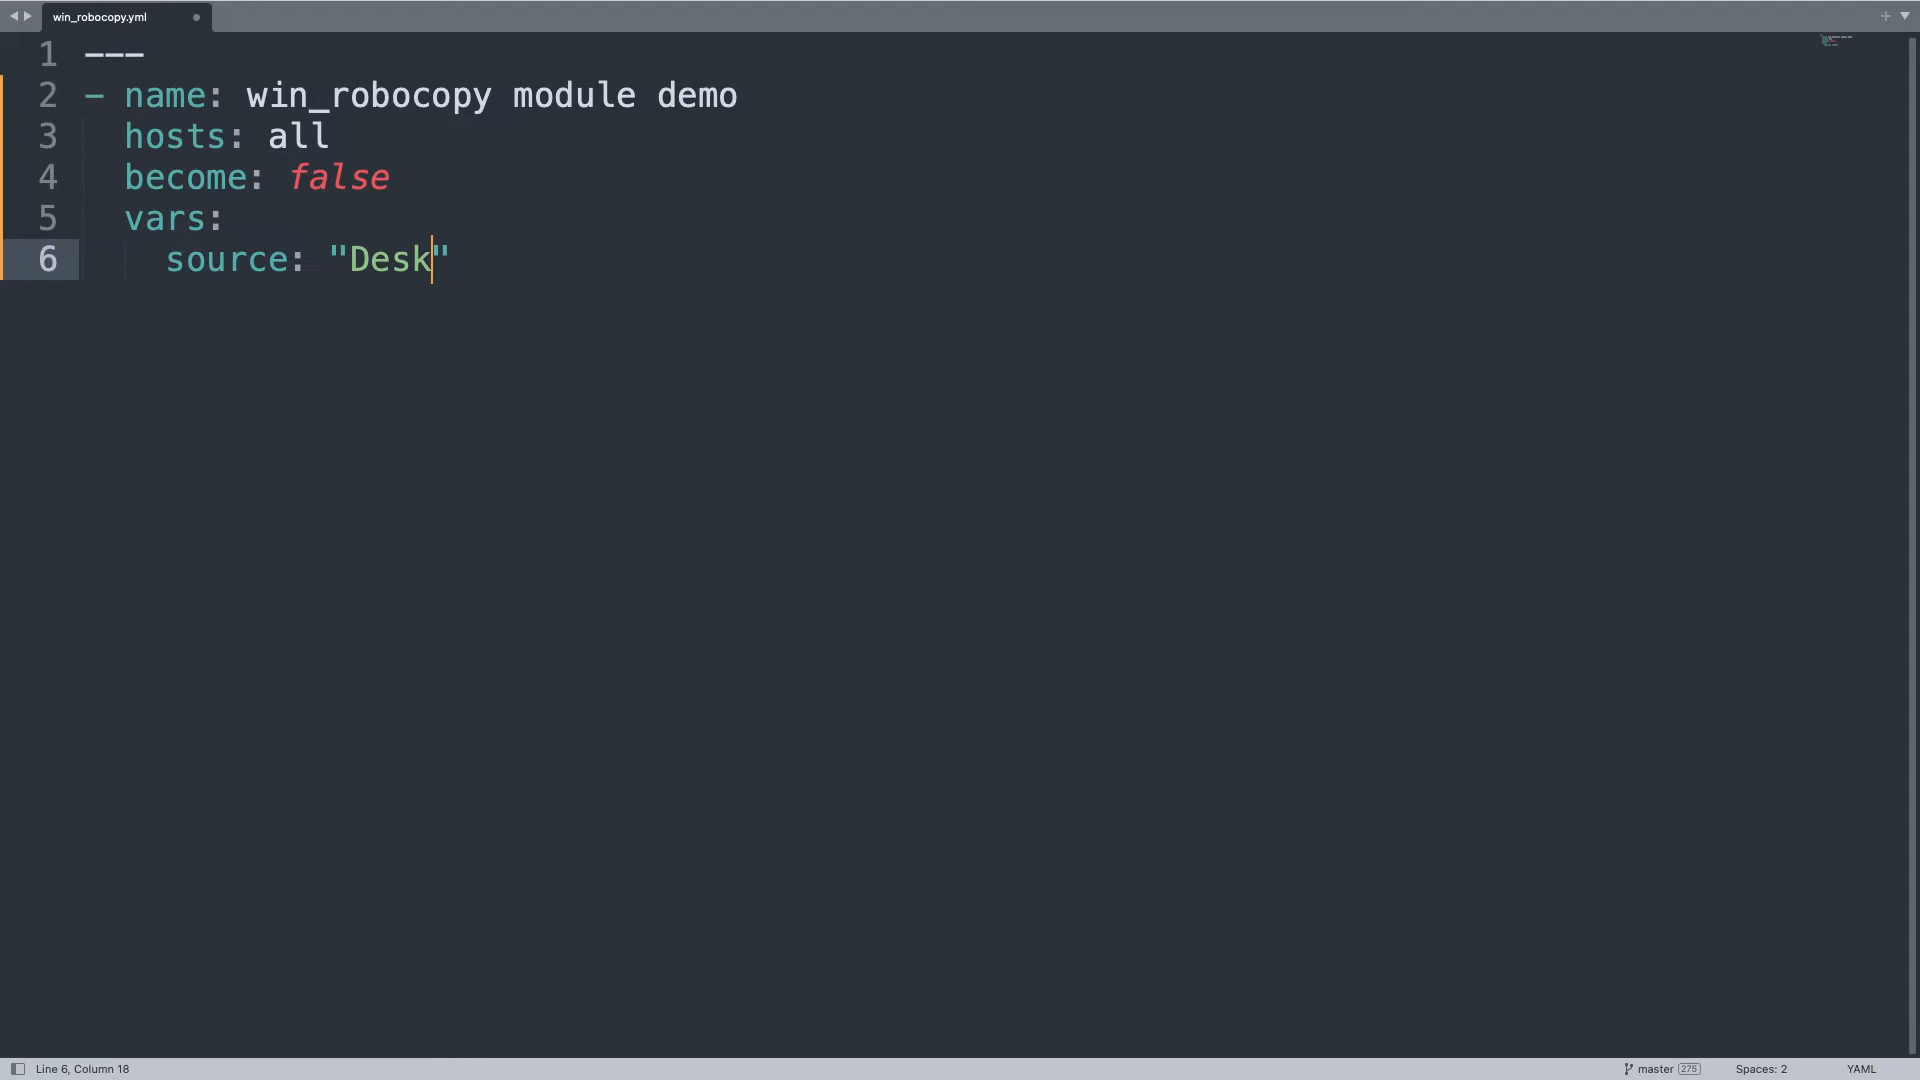 win_robocopy.yml
1 ---
2 - name: win_robocopy module demo
3 hosts: all
4 become: false
5 vars:
6 source: "Desk"
Line 6, Column 18 master 275 Spaces: 2 YAML